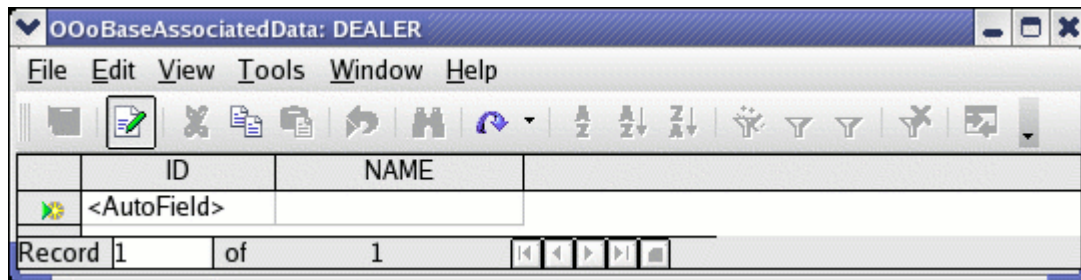 OOoBaseAssociatedData: DEALER
File Edit View Tools Window Help
A Z A Z Z A
ID NAME
<AutoField>
Record 1 of 1